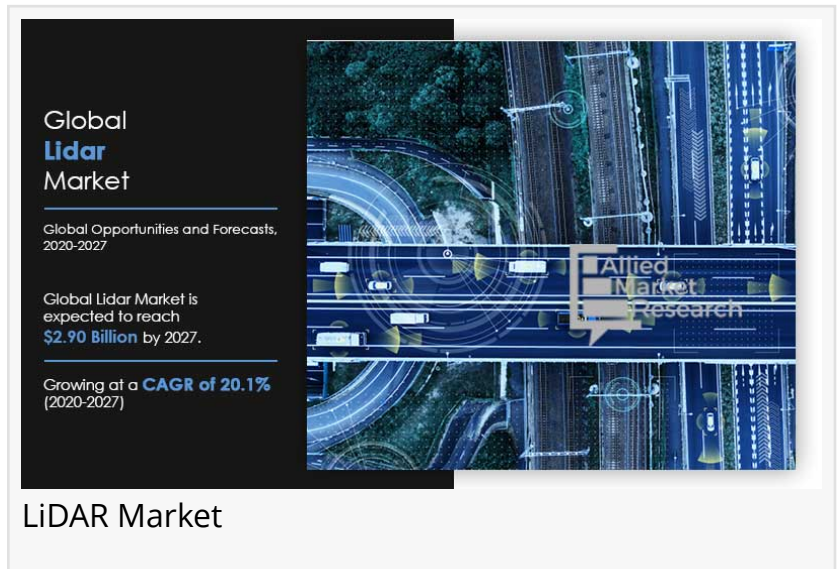 Global
Lidar
Market
Global Opportunities and Forecasts,
2020-2027
Global Lidar Market is
expected to reach
$2.90 Billion by 2027.
Growing at a CAGR of 20.1%
(2020-2027)
Allied
Market
Research
LiDAR Market